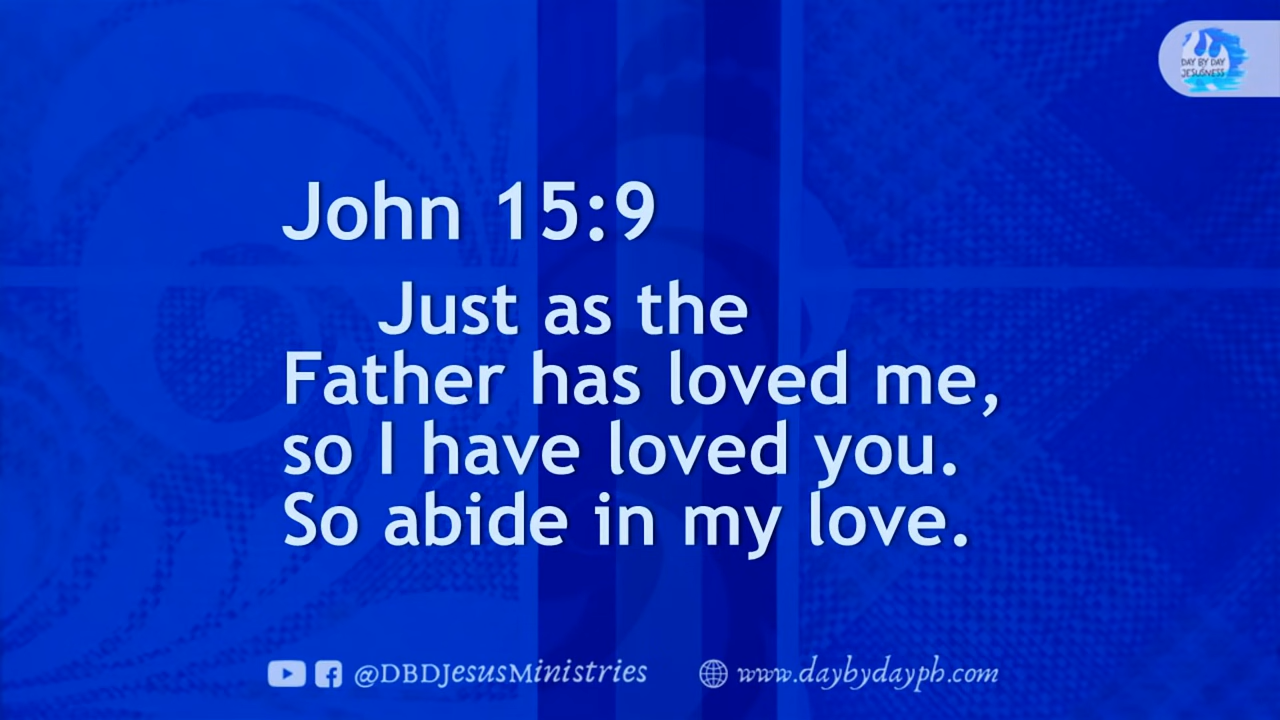 DAY BY DAY
JESUSNESS
John 15:9
Just as the
Father has loved me,
so I have loved you.
So abide in my love.
@DBDJesusMinistries www.daybydayph.com